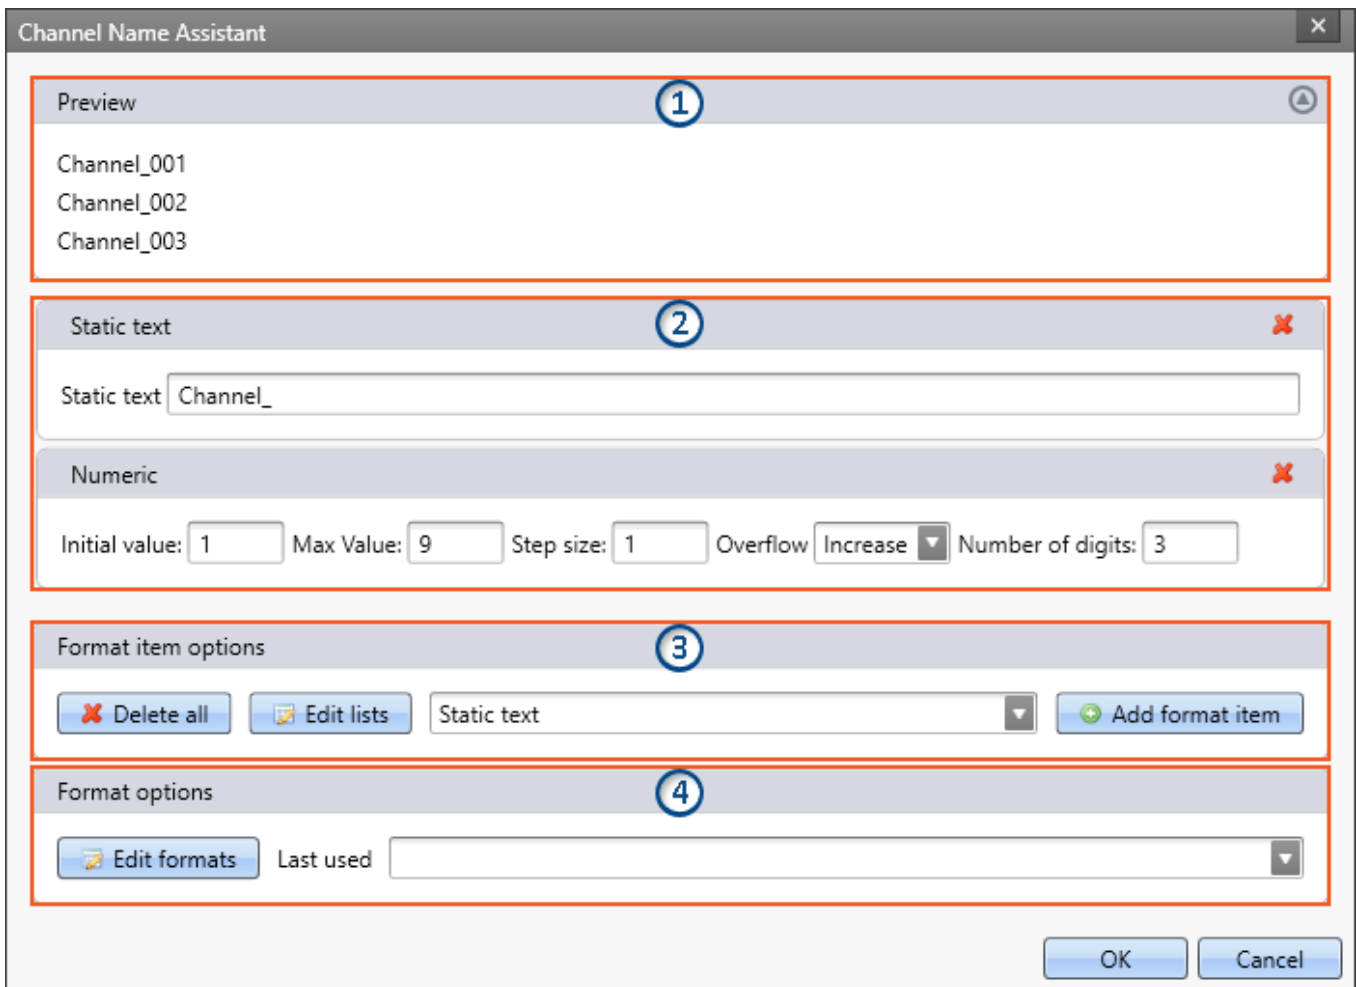 Channel Name Assistant
Preview
1
Channel_001
Channel_002
Channel_003
Static text
2
Static text Channel_
Numeric
Initial value: 1 Max Value: 9 Step size: 1 Overflow Increase Number of digits: 3
Format item options
3
Delete all Edit lists Static text Add format item
Format options
4
Edit formats Last used
OK Cancel